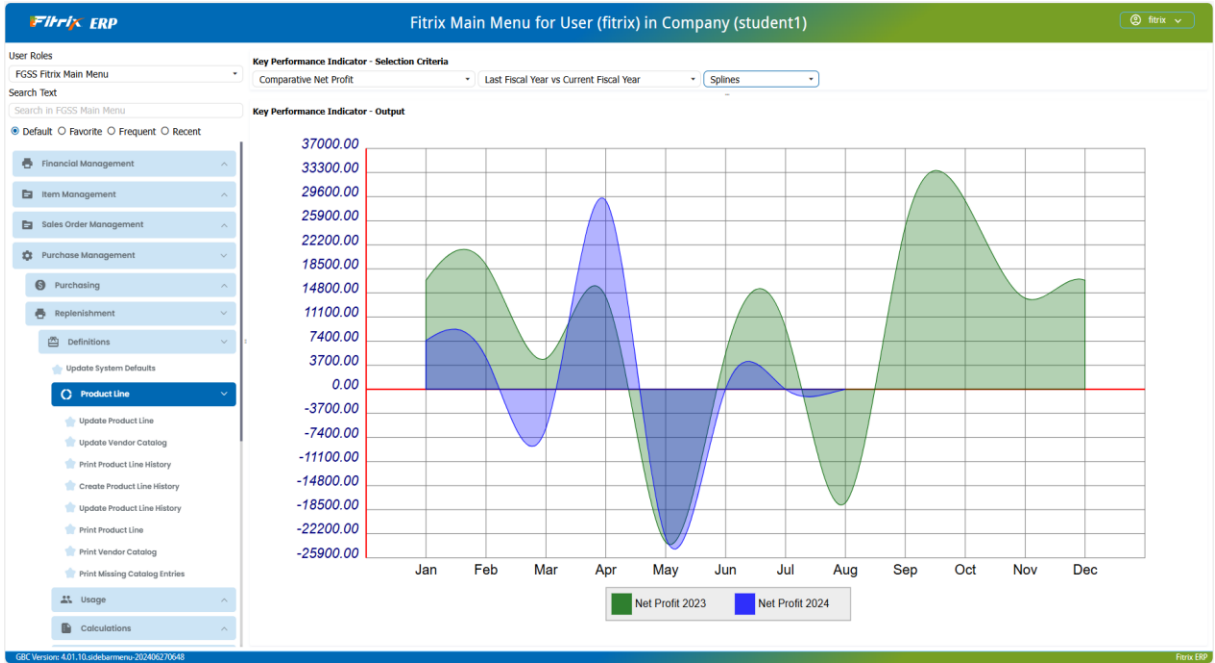 Fitrix ERP
Fitrix Main Menu for User (fitrix) in Company (student1)
fitrix
User Roles
FGSS Fitrix Main Menu
Search Text
Search in FGSS Main Menu
Default Favorite Frequent Recent
Financial Management
Item Management
Sales Order Management
Purchase Management
Purchasing
Replenishment
Definitions
Update System Defaults
Product Line
Update Product Line
Update Vendor Catalog
Print Product Line History
Create Product Line History
Update Product Line History
Print Product Line
Print Vendor Catalog
Print Missing Catalog Entries
Usage
Calculations
Key Performance Indicator - Selection Criteria
Comparative Net Profit
Last Fiscal Year vs Current Fiscal Year
Splines
Key Performance Indicator - Output
37000.00
33300.00
29600.00
25900.00
22200.00
18500.00
14800.00
11100.00
7400.00
3700.00
0.00
-3700.00
-7400.00
-11100.00
-14800.00
-18500.00
-22200.00
-25900.00
Jan Feb Mar Apr May Jun Jul Aug Sep Oct Nov Dec
Net Profit 2023 Net Profit 2024
GBC Version: 4.01.10.sidebarmenu-202406270648
Fitrix ERP